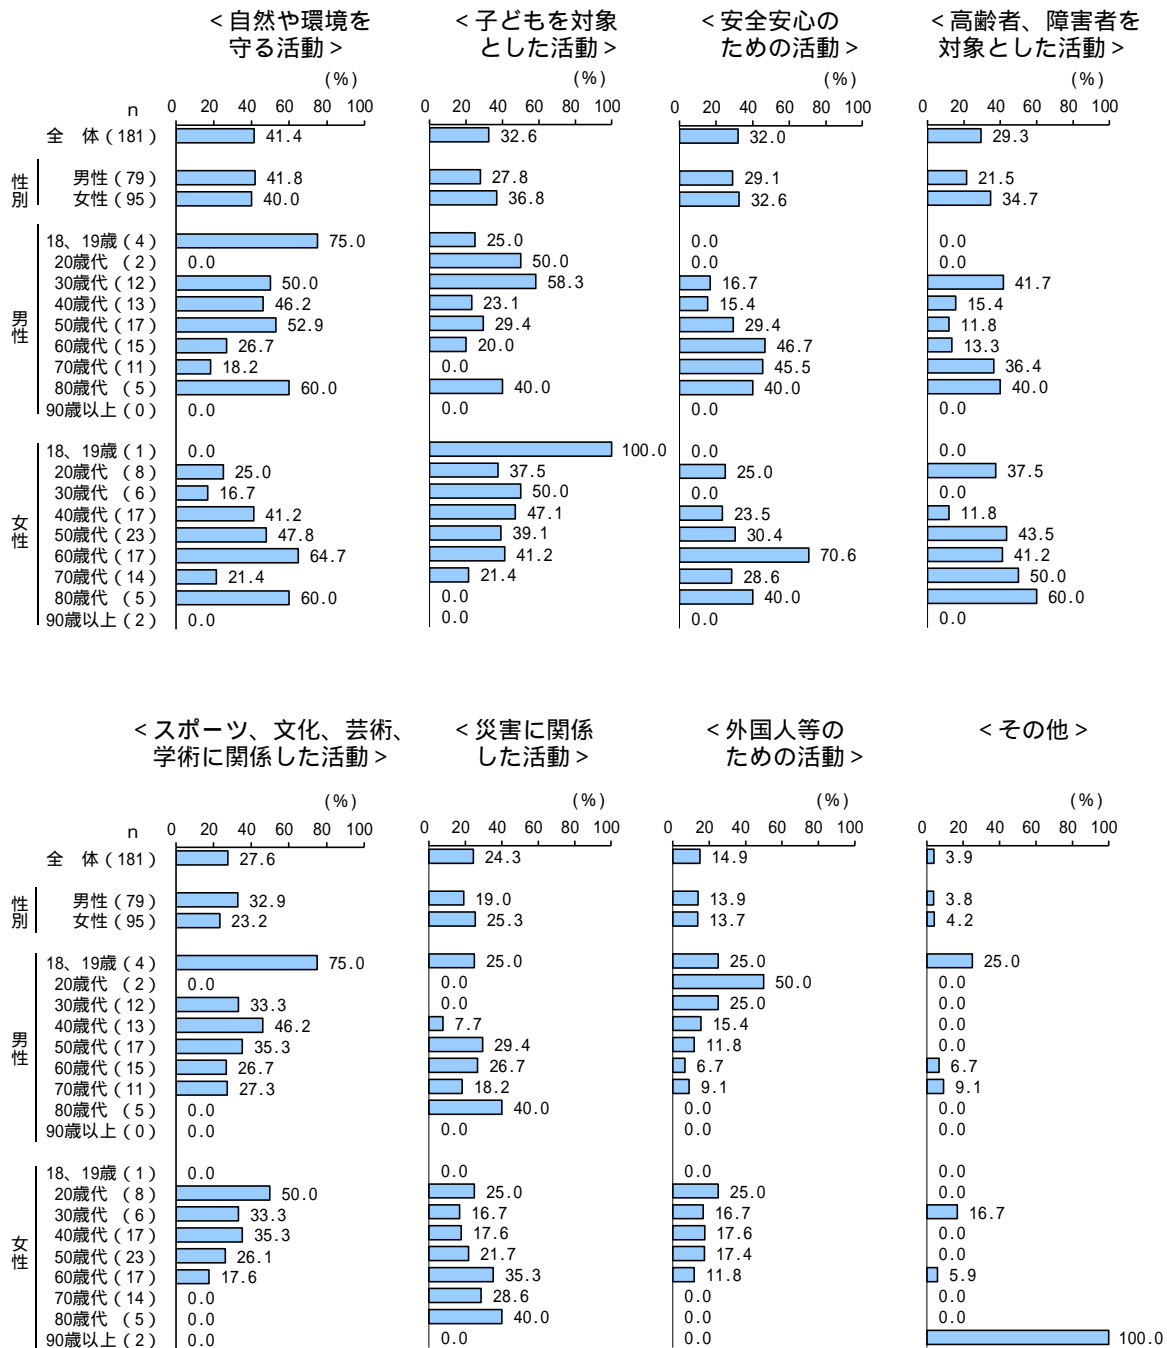 ＜自然や環境を
守る活動＞
＜子どもを対象
とした活動＞
＜安全安心の
ための活動＞
＜高齢者、障害者を
対象とした活動＞
(%) (%) (%) (%)
n 0 20 40 60 80 100 0 20 40 60 80 100 0 20 40 60 80 100 0 20 40 60 80 100
全　体(181) 41.4 32.6 32.0 29.3
性別
男性(79) 41.8 27.8 29.1 21.5
女性(95) 40.0 36.8 32.6 34.7
男性
18、19歳(4) 75.0 25.0 0.0 0.0
20歳代 (2) 0.0 50.0 0.0 0.0
30歳代(12) 50.0 58.3 16.7 41.7
40歳代(13) 46.2 23.1 15.4 15.4
50歳代(17) 52.9 29.4 29.4 11.8
60歳代(15) 26.7 20.0 46.7 13.3
70歳代(11) 18.2 0.0 45.5 36.4
80歳代 (5) 60.0 40.0 40.0 40.0
90歳以上(0) 0.0 0.0 0.0 0.0
女性
18、19歳(1) 0.0 100.0 0.0 0.0
20歳代 (8) 25.0 37.5 25.0 37.5
30歳代 (6) 16.7 50.0 0.0 0.0
40歳代(17) 41.2 47.1 23.5 11.8
50歳代(23) 47.8 39.1 30.4 43.5
60歳代(17) 64.7 41.2 70.6 41.2
70歳代(14) 21.4 21.4 28.6 50.0
80歳代 (5) 60.0 0.0 40.0 60.0
90歳以上(2) 0.0 0.0 0.0 0.0
＜スポーツ、文化、芸術、
学術に関係した活動＞
＜災害に関係
した活動＞
＜外国人等の
ための活動＞
＜その他＞
(%) (%) (%) (%)
n 0 20 40 60 80 100 0 20 40 60 80 100 0 20 40 60 80 100 0 20 40 60 80 100
全　体(181) 27.6 24.3 14.9 3.9
性別
男性(79) 32.9 19.0 13.9 3.8
女性(95) 23.2 25.3 13.7 4.2
男性
18、19歳(4) 75.0 25.0 25.0 25.0
20歳代 (2) 0.0 0.0 50.0 0.0
30歳代(12) 33.3 0.0 25.0 0.0
40歳代(13) 46.2 7.7 15.4 0.0
50歳代(17) 35.3 29.4 11.8 0.0
60歳代(15) 26.7 26.7 6.7 6.7
70歳代(11) 27.3 18.2 9.1 9.1
80歳代 (5) 0.0 40.0 0.0 0.0
90歳以上(0) 0.0 0.0 0.0 0.0
女性
18、19歳(1) 0.0 0.0 0.0 0.0
20歳代 (8) 50.0 25.0 25.0 0.0
30歳代 (6) 33.3 16.7 16.7 16.7
40歳代(17) 35.3 17.6 17.6 0.0
50歳代(23) 26.1 21.7 17.4 0.0
60歳代(17) 17.6 35.3 11.8 5.9
70歳代(14) 0.0 28.6 0.0 0.0
80歳代 (5) 0.0 40.0 0.0 0.0
90歳以上(2) 0.0 0.0 0.0 100.0